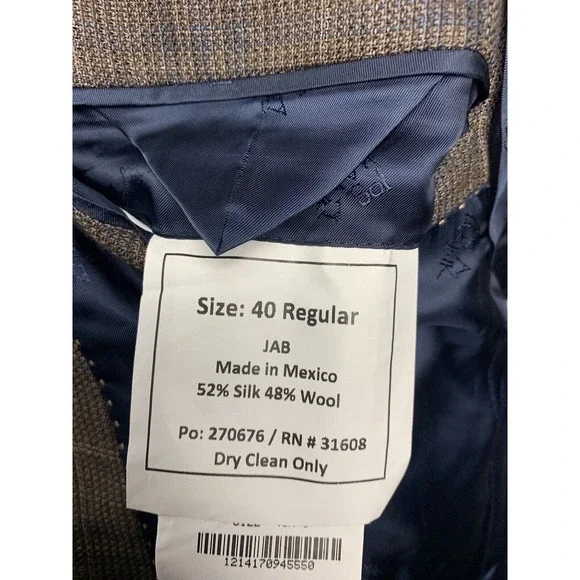 Size: 40 Regular
JAB
Made in Mexico
52% Silk 48% Wool
Po: 270676 / RN # 31608
Dry Clean Only
1214170945550